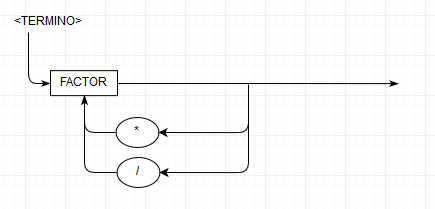 <TERMINO>
FACTOR
*
/